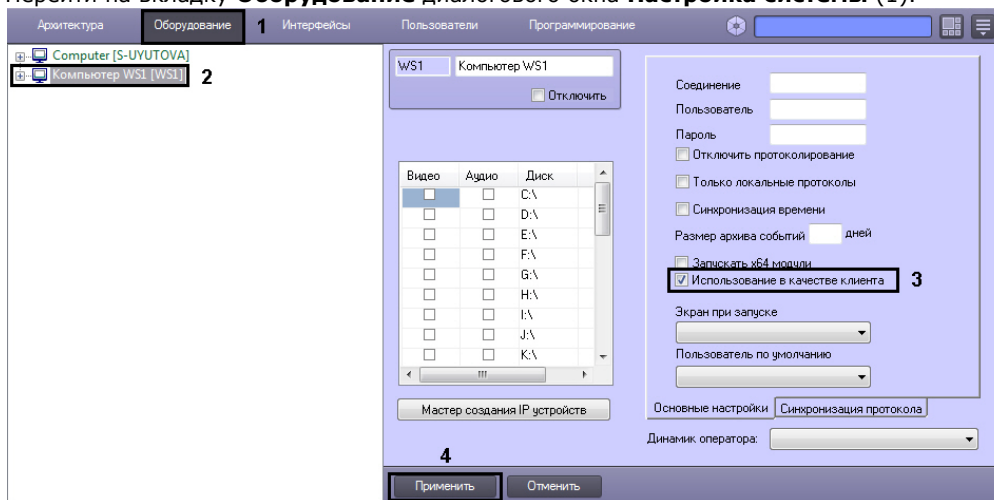 Перейти на вкладку Оборудование диалогового окна Настройка системы (1).
Архитектура Оборудование 1 Интерфейсы Пользователи Программирование
Computer [S-UYUTOVA]
Компьютер WS1 [WS1] 2
WS1 Компьютер WS1
Отключить
Видео Аудио Диск
C:\
D:\
E:\
F:\
G:\
H:\
I:\
J:\
K:\
Мастер создания IP устройств
Соединение
Пользователь
Пароль
Отключить протоколирование
Только локальные протоколы
Синхронизация времени
Размер архива событий дней
Запускать x64 модули
Использование в качестве клиента 3
Экран при запуске
Пользователь по умолчанию
Основные настройки Синхронизация протокола
Динамик оператора:
4
Применить Отменить